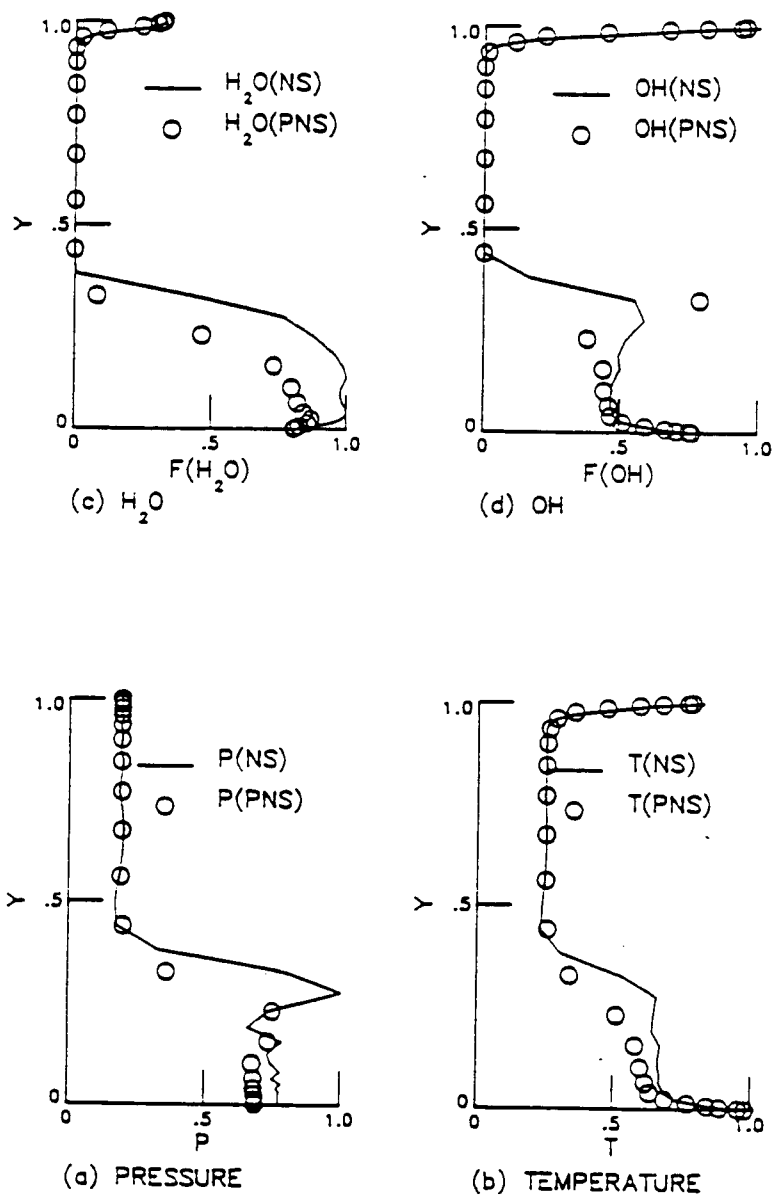 1.0
H2O(NS)
H2O(PNS)
Y
.5
0
0
.5
1.0
F(H2O)
(c) H2O
1.0
OH(NS)
OH(PNS)
Y
.5
0
0
.5
1.0
F(OH)
(d) OH
1.0
P(NS)
P(PNS)
Y
.5
0
0
.5
1.0
P
(a) PRESSURE
1.0
T(NS)
T(PNS)
Y
.5
0
0
.5
1.0
T
(b) TEMPERATURE